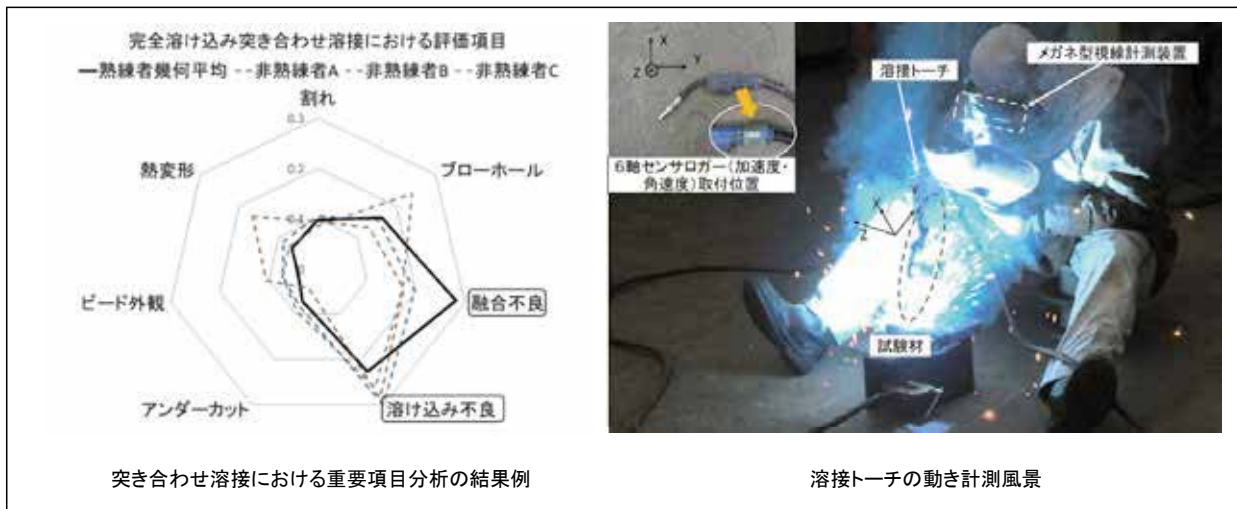 完全溶け込み突き合わせ溶接における評価項目
熟練者幾何平均 --非熟練者A --非熟練者B --非熟練者C
割れ
0.3
ブローホール
0.2
熱変形
0.1
0
融合不良
ビード外観
溶け込み不良
アンダーカット
突き合わせ溶接における重要項目分析の結果例
X
Z
Y
6軸センサロガー(加速度・
角速度)取付位置
メガネ型視線計測装置
溶接トーチ
X
Z
試験材
溶接トーチの動き計測風景